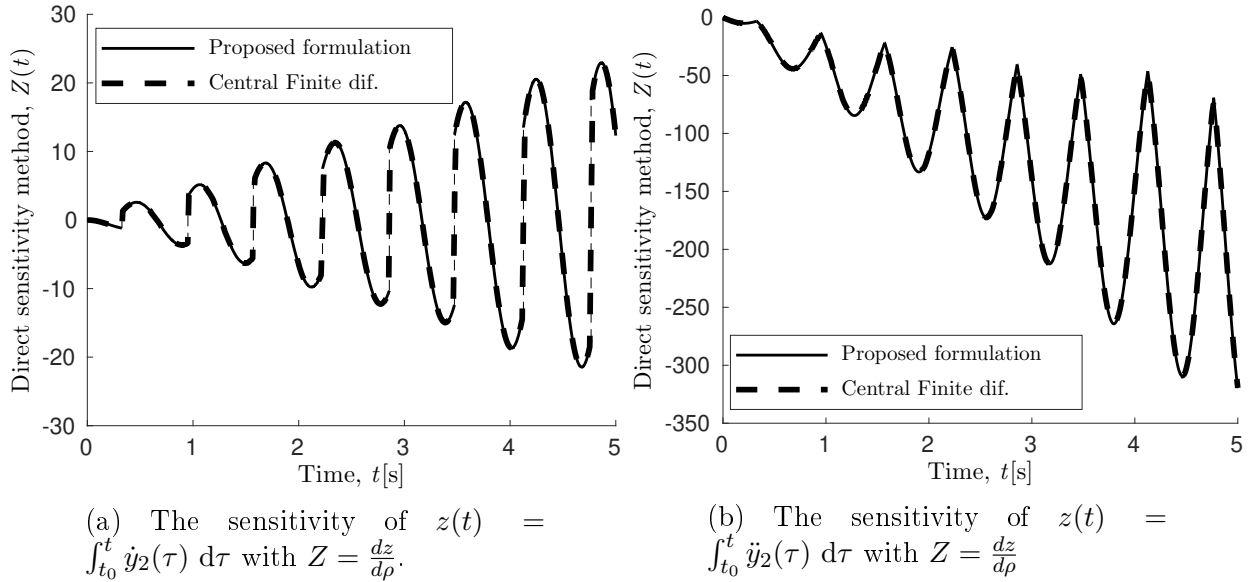 Direct sensitivity method, Z(t)
30
20
10
0
-10
-20
-30
Proposed formulation
Central Finite dif.
0 1 2 3 4 5
Time, t[s]
(a) The sensitivity of z(t) =
∫_{t_0}^{t} ẏ_2(τ) dτ with Z = dz/dρ.
Direct sensitivity method, Z(t)
0
-50
-100
-150
-200
-250
-300
-350
Proposed formulation
Central Finite dif.
0 1 2 3 4 5
Time, t[s]
(b) The sensitivity of z(t) =
∫_{t_0}^{t} ÿ_2(τ) dτ with Z = dz/dρ